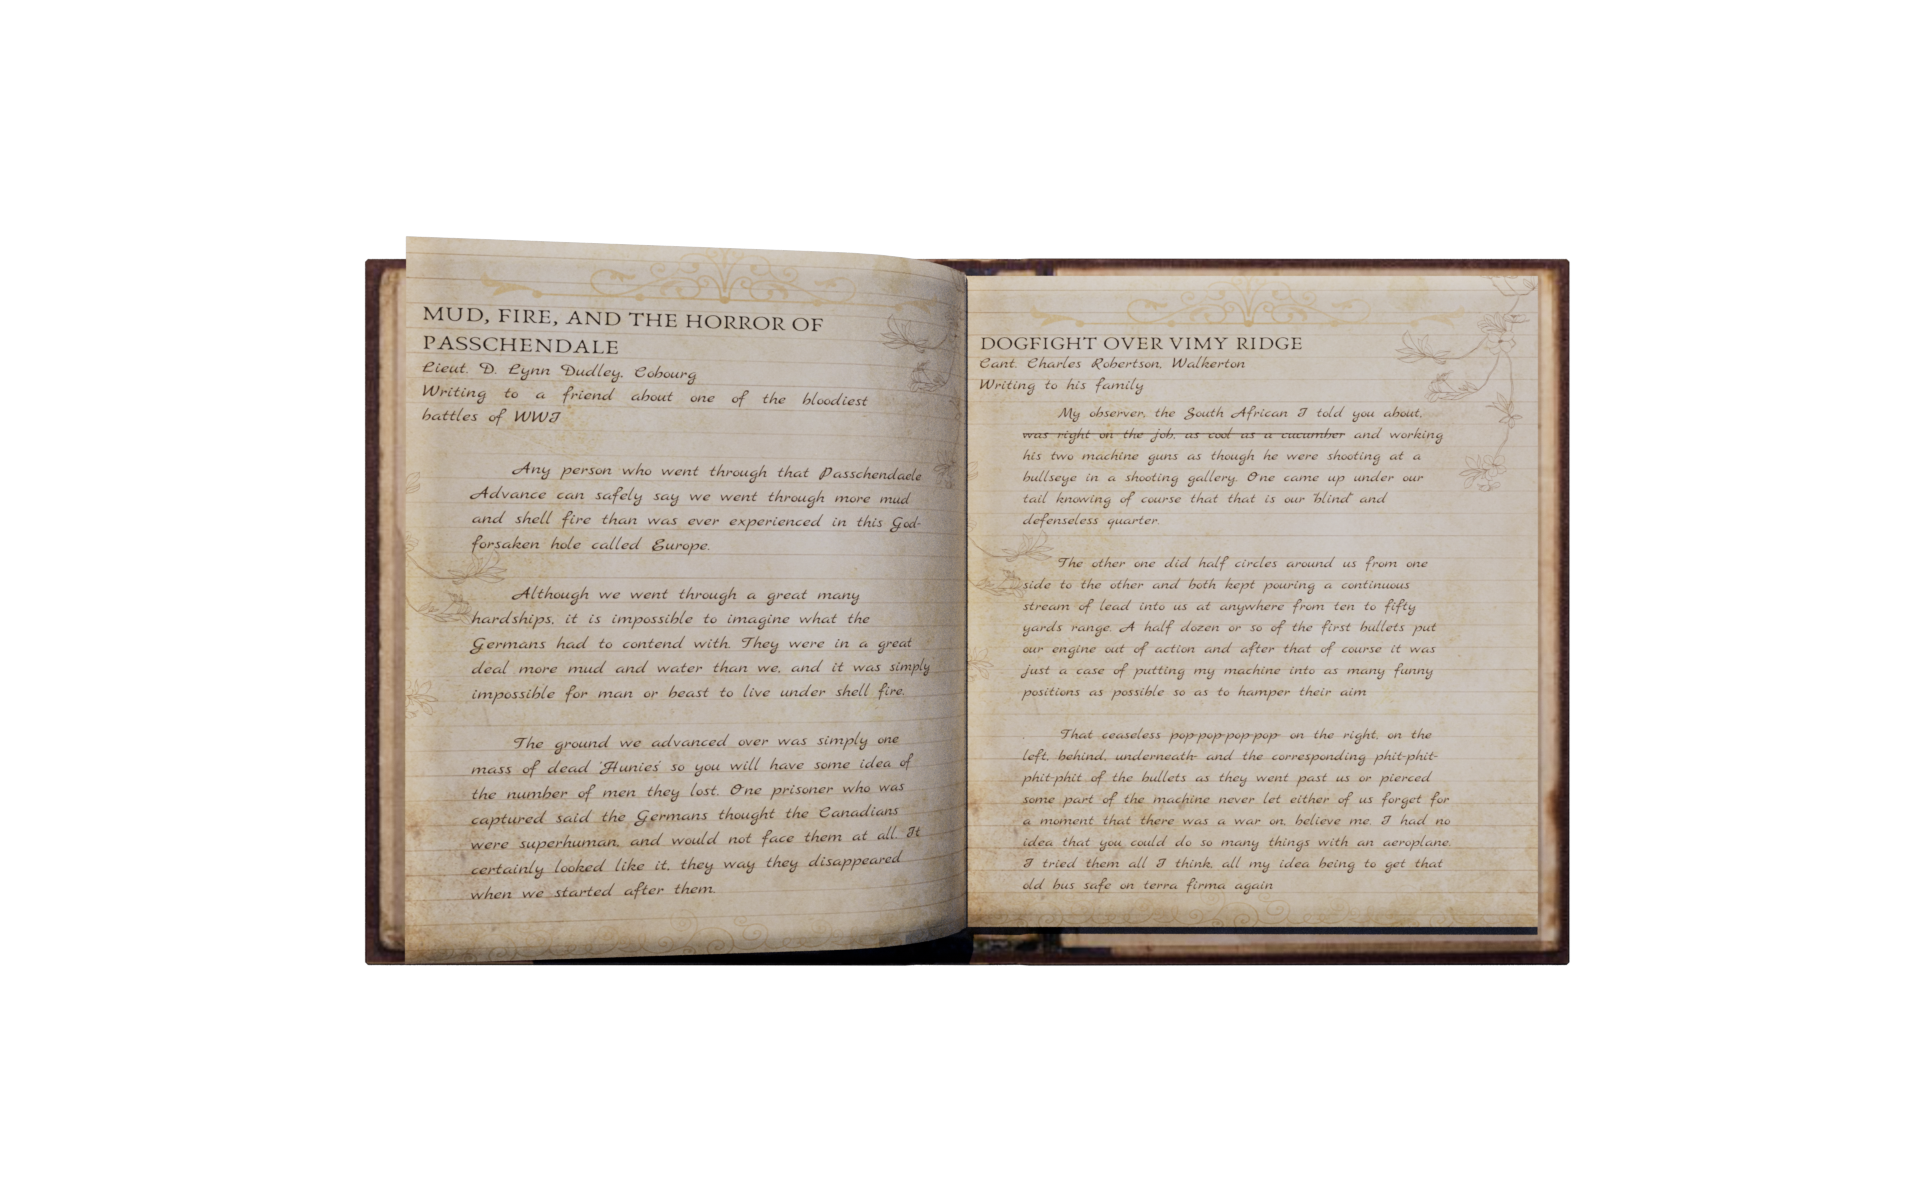 MUD, FIRE, AND THE HORROR OF
PASSCHENDALE
Lieut. D. Lynn Dudley, Cobourg
Writing to a friend about one of the bloodiest
battles of WWI
Any person who went through that Passchendaele
Advance can safely say we went through more mud
and shell fire than was ever experienced in this God-
forsaken hole called Europe.
Although we went through a great many
hardships, it is impossible to imagine what the
Germans had to contend with. They were in a great
deal more mud and water than we, and it was simply
impossible for man or beast to live under shell fire.
The ground we advanced over was simply one
mass of dead 'Hunies' so you will have some idea of
the number of men they lost. One prisoner who was
captured said the Germans thought the Canadians
were superhuman, and would not face them at all. It
certainly looked like it, they way they disappeared
when we started after them.
DOGFIGHT OVER VIMY RIDGE
Cant. Charles Robertson, Walkerton
Writing to his family
My observer, the South African I told you about,
was right on the job, as cool as a cucumber and working
his two machine guns as though he were shooting at a
bullseye in a shooting gallery. One came up under our
tail knowing of course that that is our "blind" and
defenseless quarter.
The other one did half circles around us from one
side to the other and both kept pouring a continuous
stream of lead into us at anywhere from ten to fifty
yards range. A half dozen or so of the first bullets put
our engine out of action and after that of course it was
just a case of putting my machine into as many funny
positions as possible so as to hamper their aim
That ceaseless pop-pop-pop-pop- on the right, on the
left, behind, underneath- and the corresponding phit-phit-
phit-phit of the bullets as they went past us or pierced
some part of the machine never let either of us forget for
a moment that there was a war on, believe me. I had no
idea that you could do so many things with an aeroplane.
I tried them all I think, all my idea being to get that
old bus safe on terra firma again